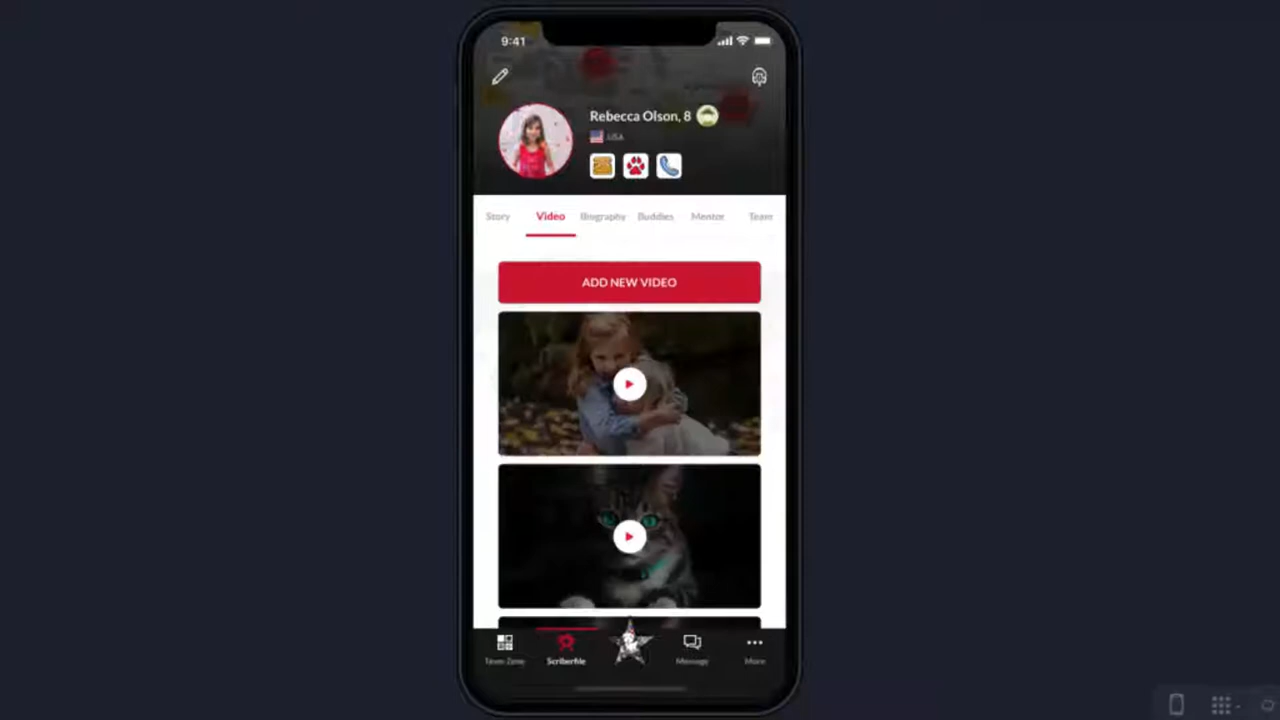 9:41
Rebecca Olson, 8
USA
Story Video Biography Buddies Mentor Team
ADD NEW VIDEO
Team Zone Scriberfile Message More